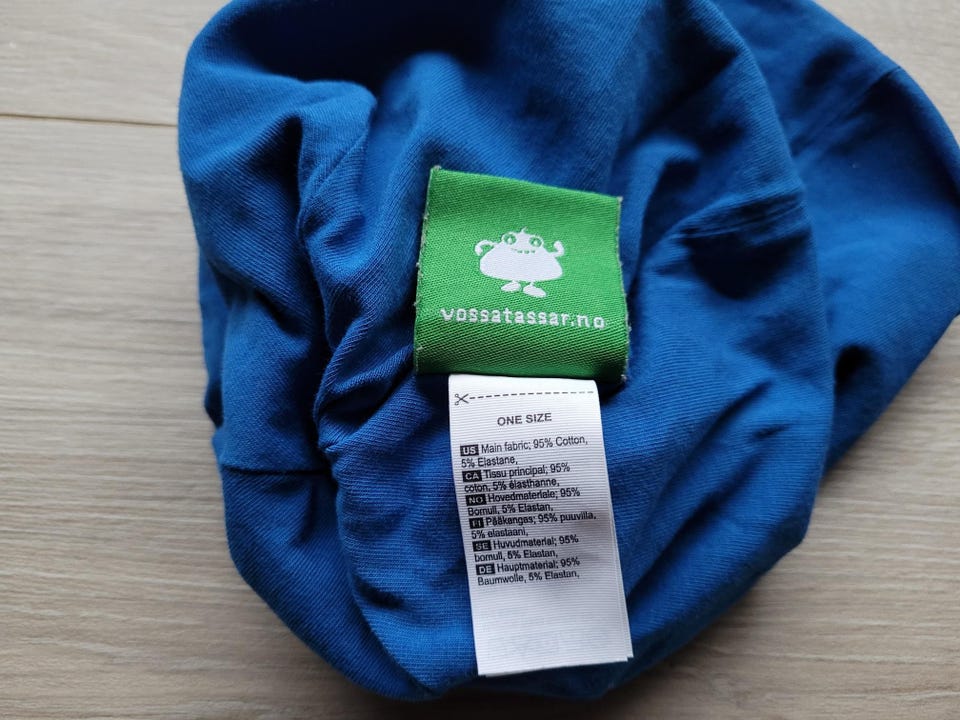 vossatassar.no
ONE SIZE
US Main fabric; 95% Cotton,
5% Elastane,
CA Tissu principal; 95%
coton, 5% élasthanne,
NO Hovedmateriale; 95%
Bomull, 5% Elastan,
FI Pääkangas; 95% puuvilla,
5% elastaani,
SE Huvudmaterial; 95%
bomull, 5% Elastan,
DE Hauptmaterial; 95%
Baumwolle, 5% Elastan,